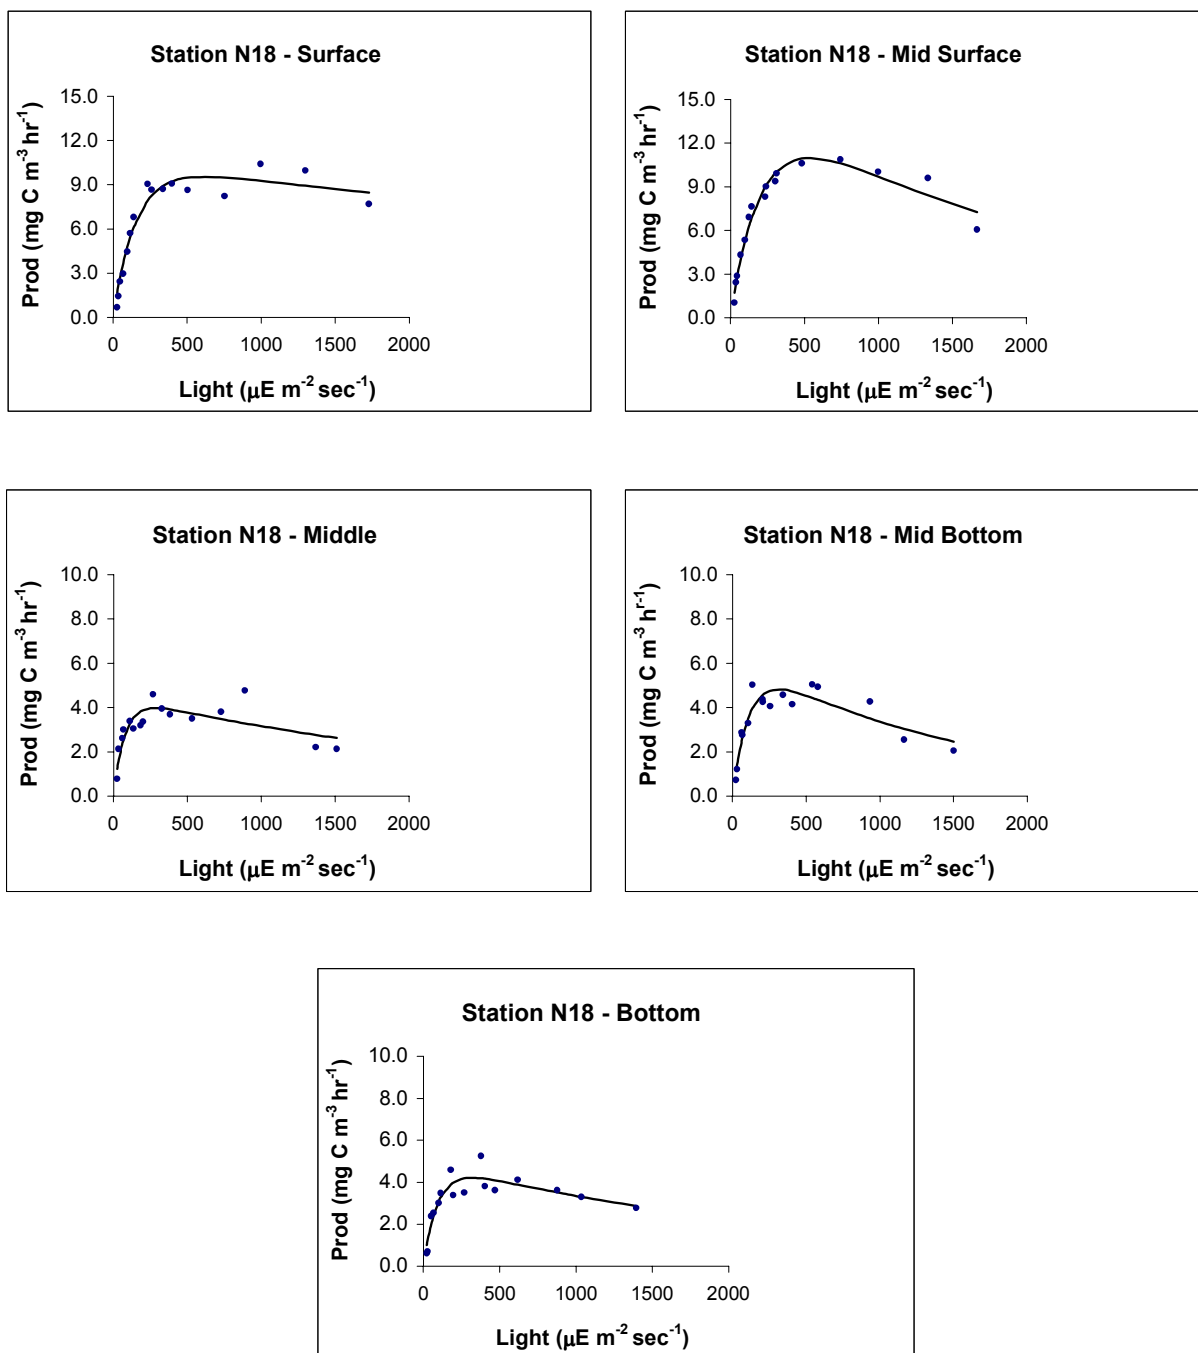 Station N18 - Surface
Prod (mg C m⁻³ hr⁻¹)
15.0
12.0
9.0
6.0
3.0
0.0
0 500 1000 1500 2000
Light (µE m⁻² sec⁻¹)
Station N18 - Mid Surface
Prod (mg C m⁻³ hr⁻¹)
15.0
12.0
9.0
6.0
3.0
0.0
0 500 1000 1500 2000
Light (µE m⁻² sec⁻¹)
Station N18 - Middle
Prod (mg C m⁻³ hr⁻¹)
10.0
8.0
6.0
4.0
2.0
0.0
0 500 1000 1500 2000
Light (µE m⁻² sec⁻¹)
Station N18 - Mid Bottom
Prod (mg C m⁻³ hʳ⁻¹)
10.0
8.0
6.0
4.0
2.0
0.0
0 500 1000 1500 2000
Light (µE m⁻² sec⁻¹)
Station N18 - Bottom
Prod (mg C m⁻³ hr⁻¹)
10.0
8.0
6.0
4.0
2.0
0.0
0 500 1000 1500 2000
Light (µE m⁻² sec⁻¹)